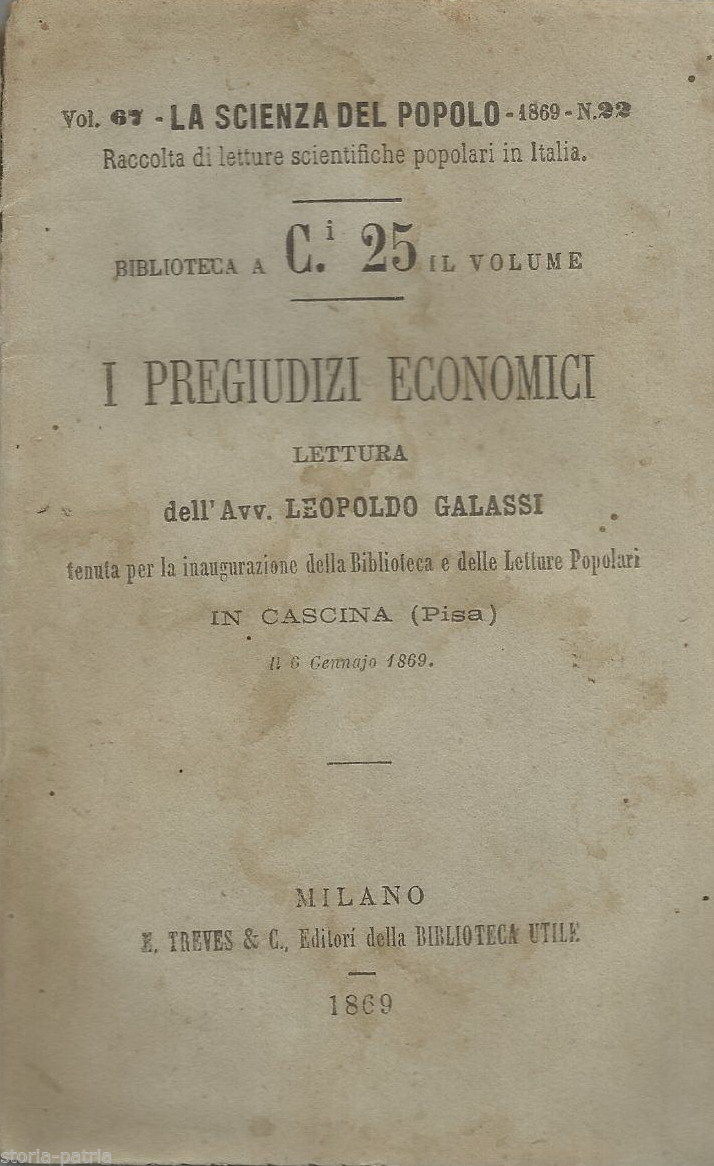 Vol. 67 - LA SCIENZA DEL POPOLO - 1869 - N. 22
Raccolta di letture scientifiche popolari in Italia.
BIBLIOTECA A C.i 25 IL VOLUME
I PREGIUDIZI ECONOMICI
LETTURA
dell'Avv. LEOPOLDO GALASSI
tenuta per la inaugurazione della Biblioteca e delle Letture Popolari
IN CASCINA (Pisa)
Il 6 Gennajo 1869.
MILANO
E. TREVES & C., Editori della BIBLIOTECA UTILE
1869
storia-patria